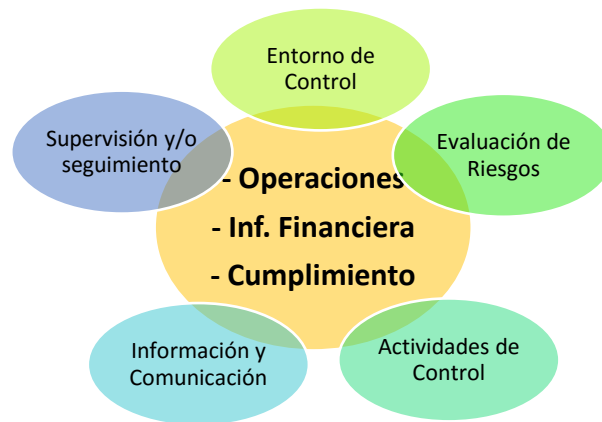 Entorno de
Control
Supervisión y/o
seguimiento
Evaluación de
Riesgos
- Operaciones
- Inf. Financiera
- Cumplimiento
Información y
Comunicación
Actividades de
Control